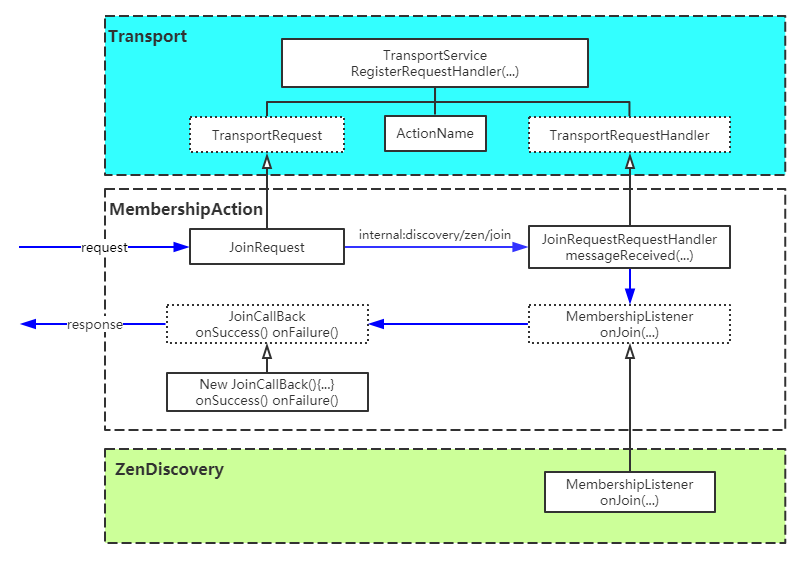 Transport
TransportService
RegisterRequestHandler(...)
TransportRequest
ActionName
TransportRequestHandler
MembershipAction
request
JoinRequest
internal:discovery/zen/join
JoinRequestRequestHandler
messageReceived(...)
response
JoinCallBack
onSuccess() onFailure()
MembershipListener
onJoin(...)
New JoinCallBack(){...}
onSuccess() onFailure()
ZenDiscovery
MembershipListener
onJoin(...)